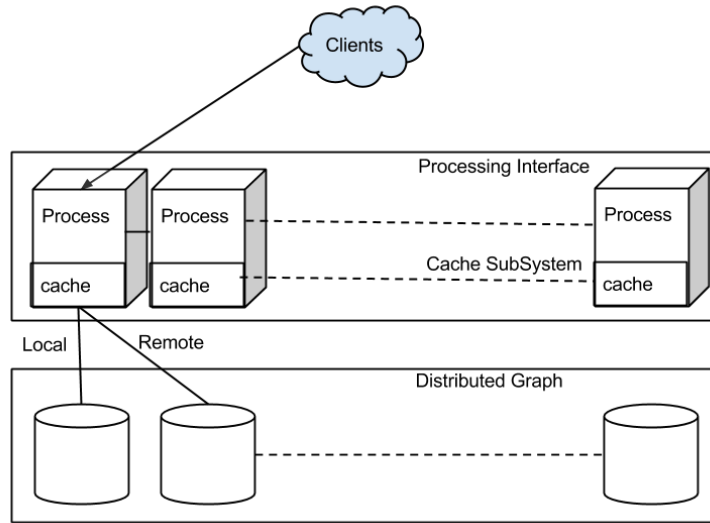 Clients
Processing Interface
Process
Process
Process
Cache SubSystem
cache
cache
cache
Local
Remote
Distributed Graph